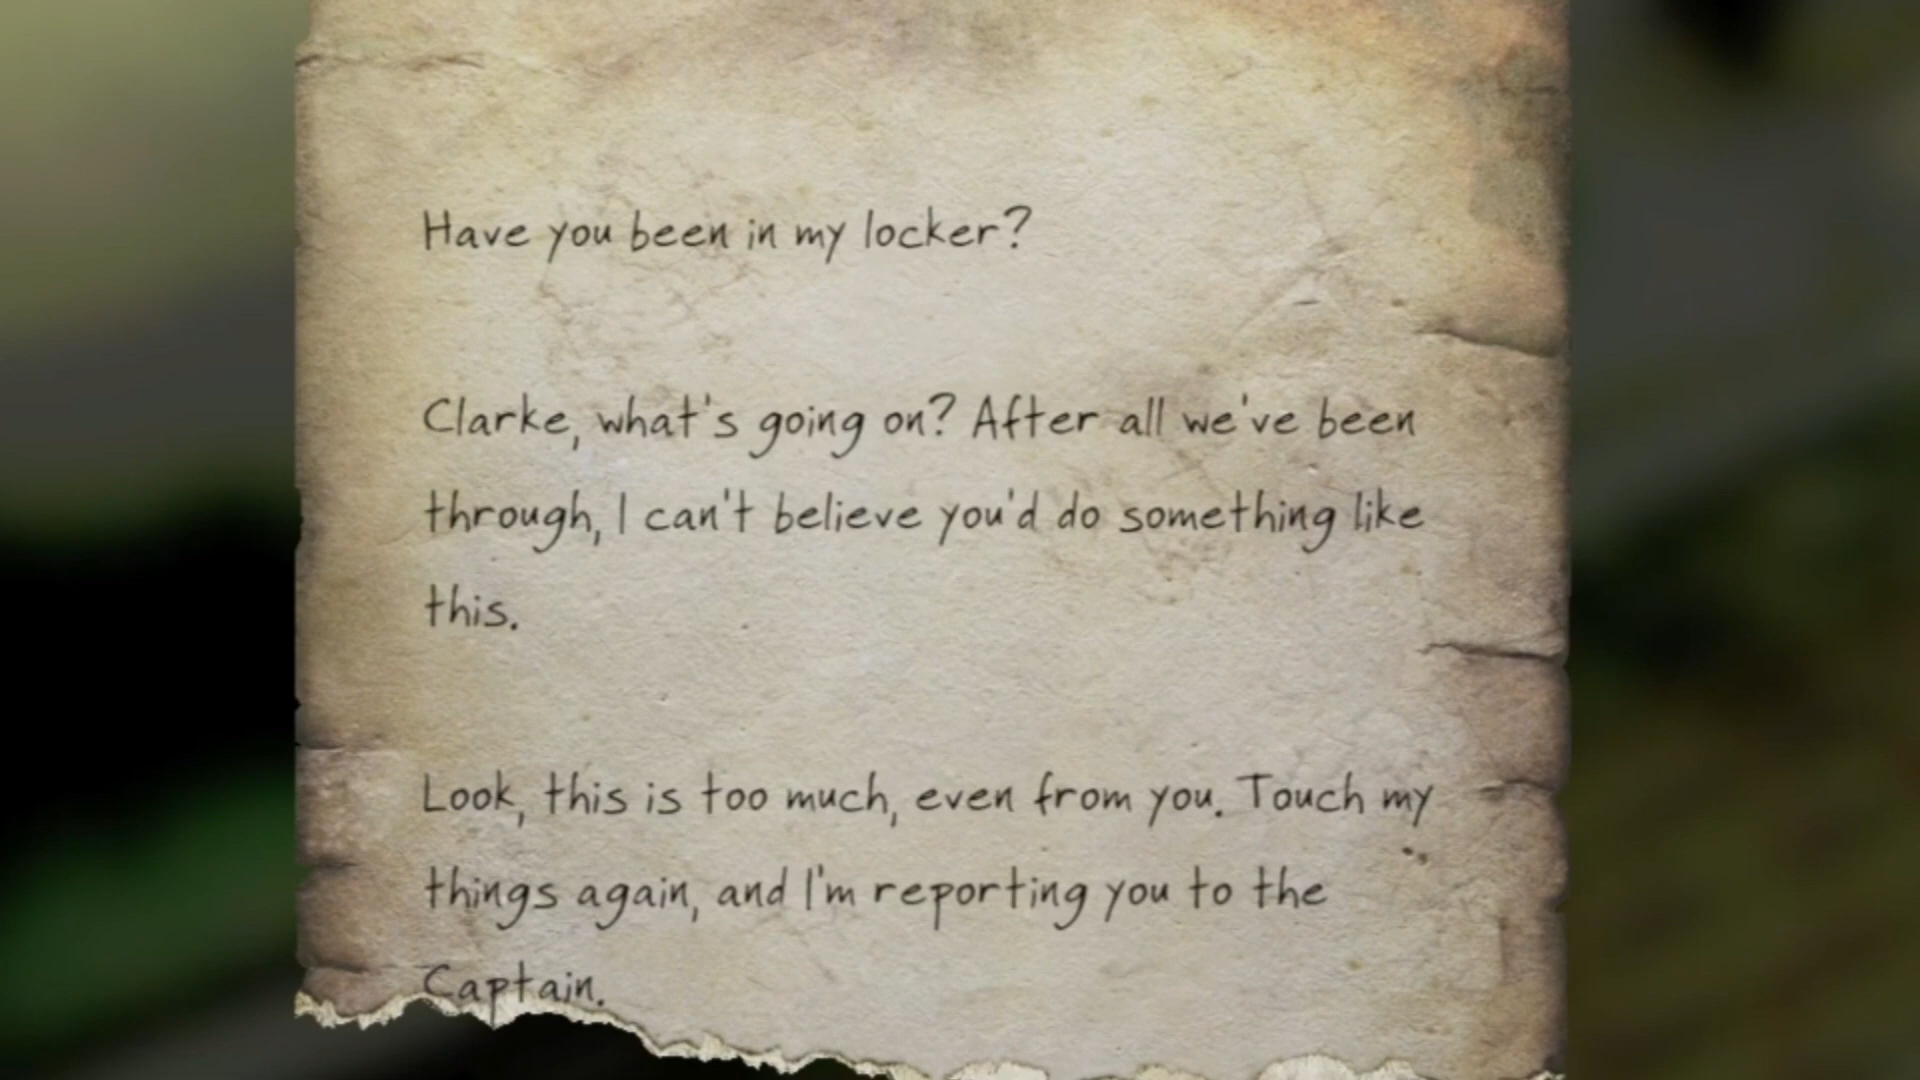 Have you been in my locker?
Clarke, what's going on? After all we've been
through, I can't believe you'd do something like
this.
Look, this is too much, even from you. Touch my
things again, and I'm reporting you to the
Captain.